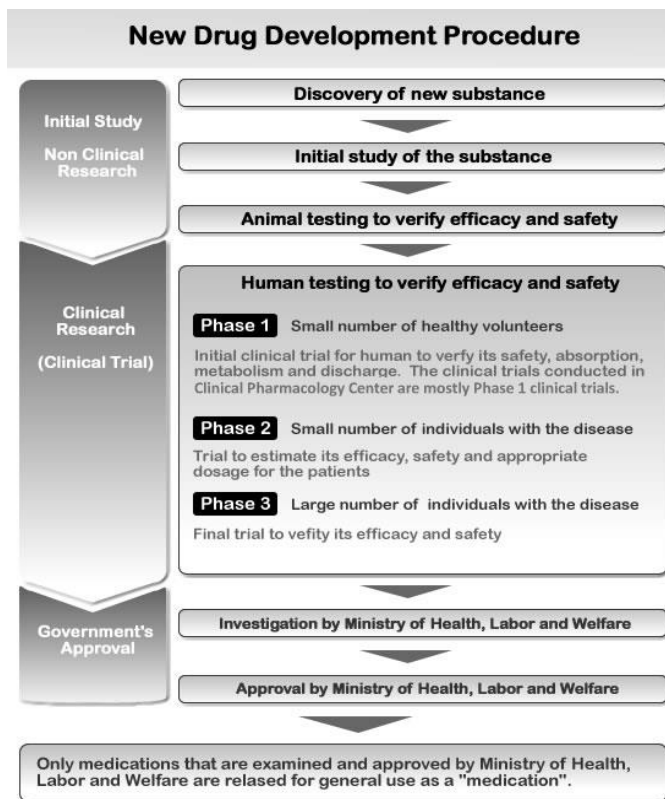 New Drug Development Procedure
Initial Study
Non Clinical
Research
Discovery of new substance
Initial study of the substance
Animal testing to verify efficacy and safety
Clinical
Research
(Clinical Trial)
Human testing to verify efficacy and safety
Phase 1 Small number of healthy volunteers
Initial clinical trial for human to verfy its safety, absorption,
metabolism and discharge. The clinical trials conducted in
Clinical Pharmacology Center are mostly Phase 1 clinical trials.
Phase 2 Small number of individuals with the disease
Trial to estimate its efficacy, safety and appropriate
dosage for the patients
Phase 3 Large number of individuals with the disease
Final trial to vefity its efficacy and safety
Government's
Approval
Investigation by Ministry of Health, Labor and Welfare
Approval by Ministry of Health, Labor and Welfare
Only medications that are examined and approved by Ministry of Health,
Labor and Welfare are relased for general use as a "medication".